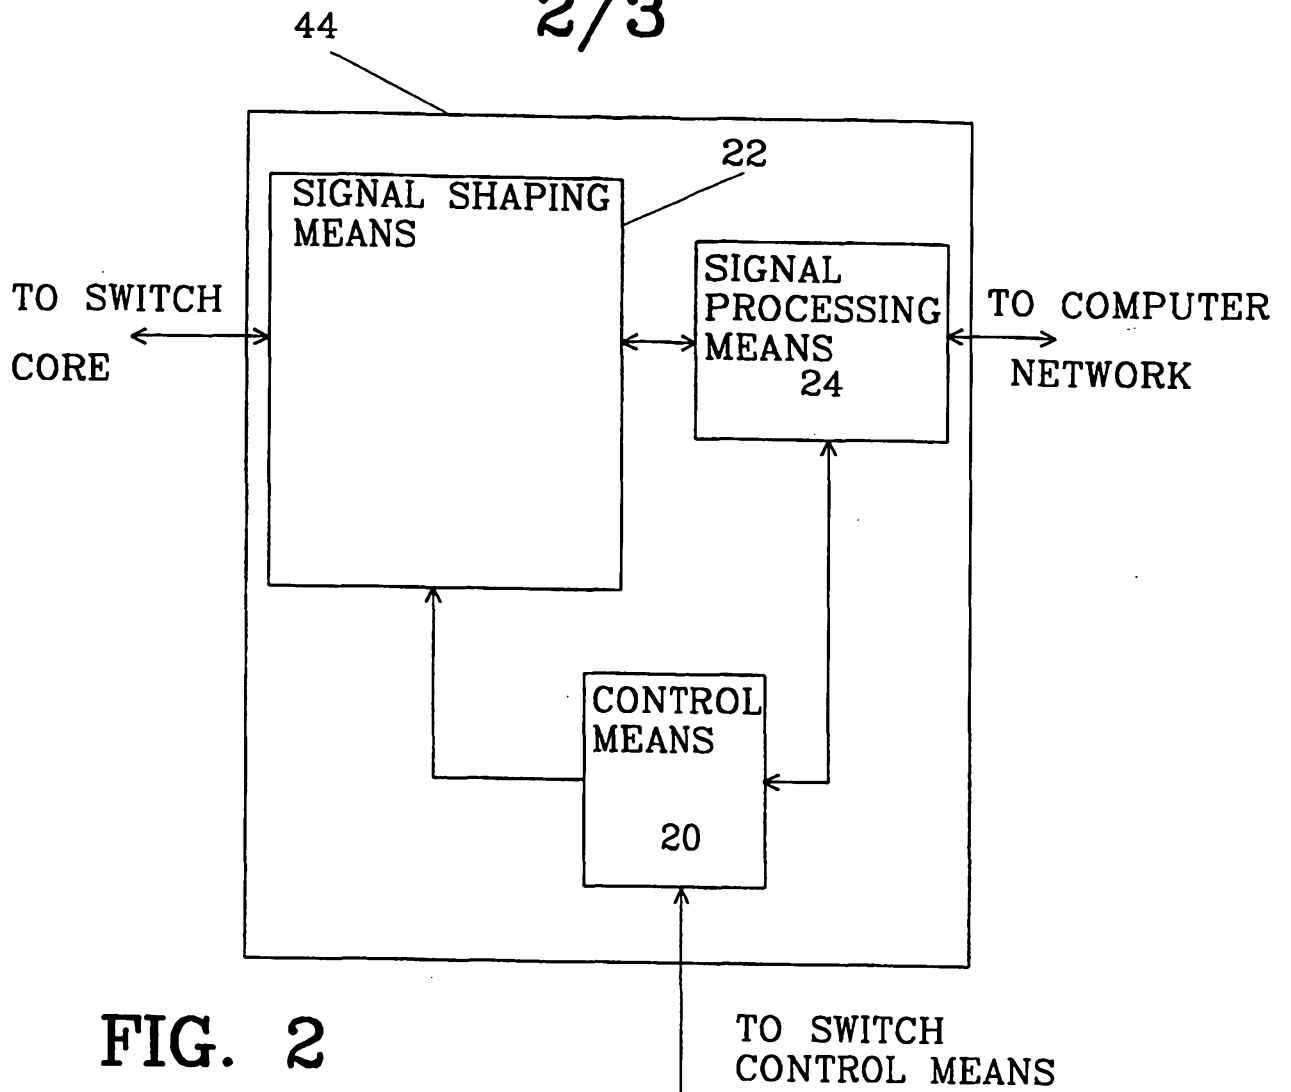 2/3
44
22
SIGNAL SHAPING
MEANS
SIGNAL
PROCESSING
MEANS
24
TO SWITCH
CORE
TO COMPUTER
NETWORK
CONTROL
MEANS
20
TO SWITCH
CONTROL MEANS
FIG. 2